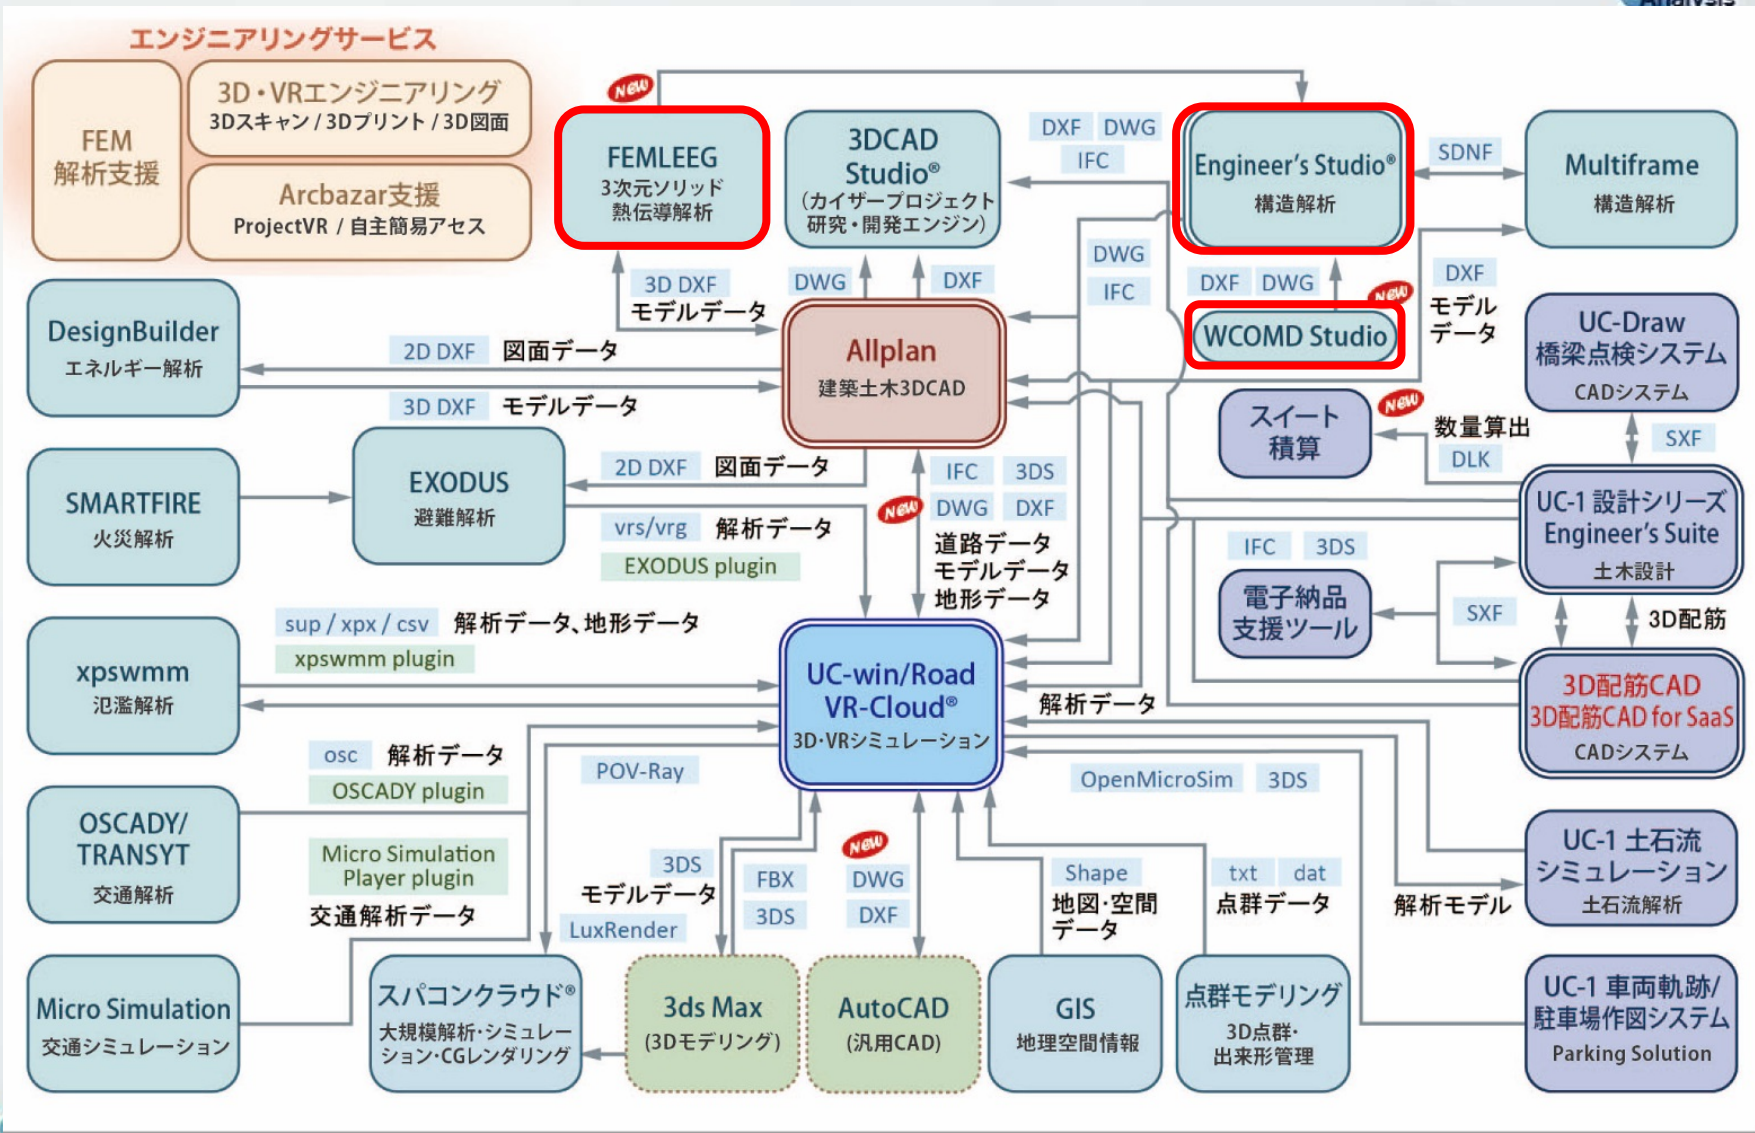 Analysis
エンジニアリングサービス
FEM
解析支援
3D・VRエンジニアリング
3Dスキャン / 3Dプリント / 3D図面
Arcbazar支援
ProjectVR / 自主簡易アセス
New
FEMLEEG
3次元ソリッド
熱伝導解析
3DCAD
Studio®
(カイザープロジェクト
研究・開発エンジン)
DXF DWG
IFC
Engineer's Studio®
構造解析
SDNF
Multiframe
構造解析
3D DXF
モデルデータ
DWG
DXF
DWG
IFC
DXF DWG
New
WCOMD Studio
DXF
モデル
データ
DesignBuilder
エネルギー解析
2D DXF 図面データ
3D DXF モデルデータ
Allplan
建築土木3DCAD
UC-Draw
橋梁点検システム
CADシステム
スイート
積算
New
数量算出
DLK
SXF
SMARTFIRE
火災解析
EXODUS
避難解析
2D DXF 図面データ
vrs/vrg 解析データ
EXODUS plugin
New
IFC 3DS
DWG DXF
道路データ
モデルデータ
地形データ
UC-1 設計シリーズ
Engineer's Suite
土木設計
IFC 3DS
電子納品
支援ツール
SXF
3D配筋
xpswmm
氾濫解析
sup / xpx / csv 解析データ、地形データ
xpswmm plugin
UC-win/Road
VR-Cloud®
3D・VRシミュレーション
解析データ
3D配筋CAD
3D配筋CAD for SaaS
CADシステム
osc 解析データ
OSCADY plugin
POV-Ray
OpenMicroSim 3DS
OSCADY/
TRANSYT
交通解析
Micro Simulation
Player plugin
交通解析データ
3DS
モデルデータ
LuxRender
FBX
3DS
New
DWG
DXF
Shape
地図・空間
データ
txt dat
点群データ
解析モデル
UC-1 土石流
シミュレーション
土石流解析
Micro Simulation
交通シミュレーション
スパコンクラウド®
大規模解析・シミュレー
ション・CGレンダリング
3ds Max
(3Dモデリング)
AutoCAD
(汎用CAD)
GIS
地理空間情報
点群モデリング
3D点群・
出来形管理
UC-1 車両軌跡/
駐車場作図システム
Parking Solution